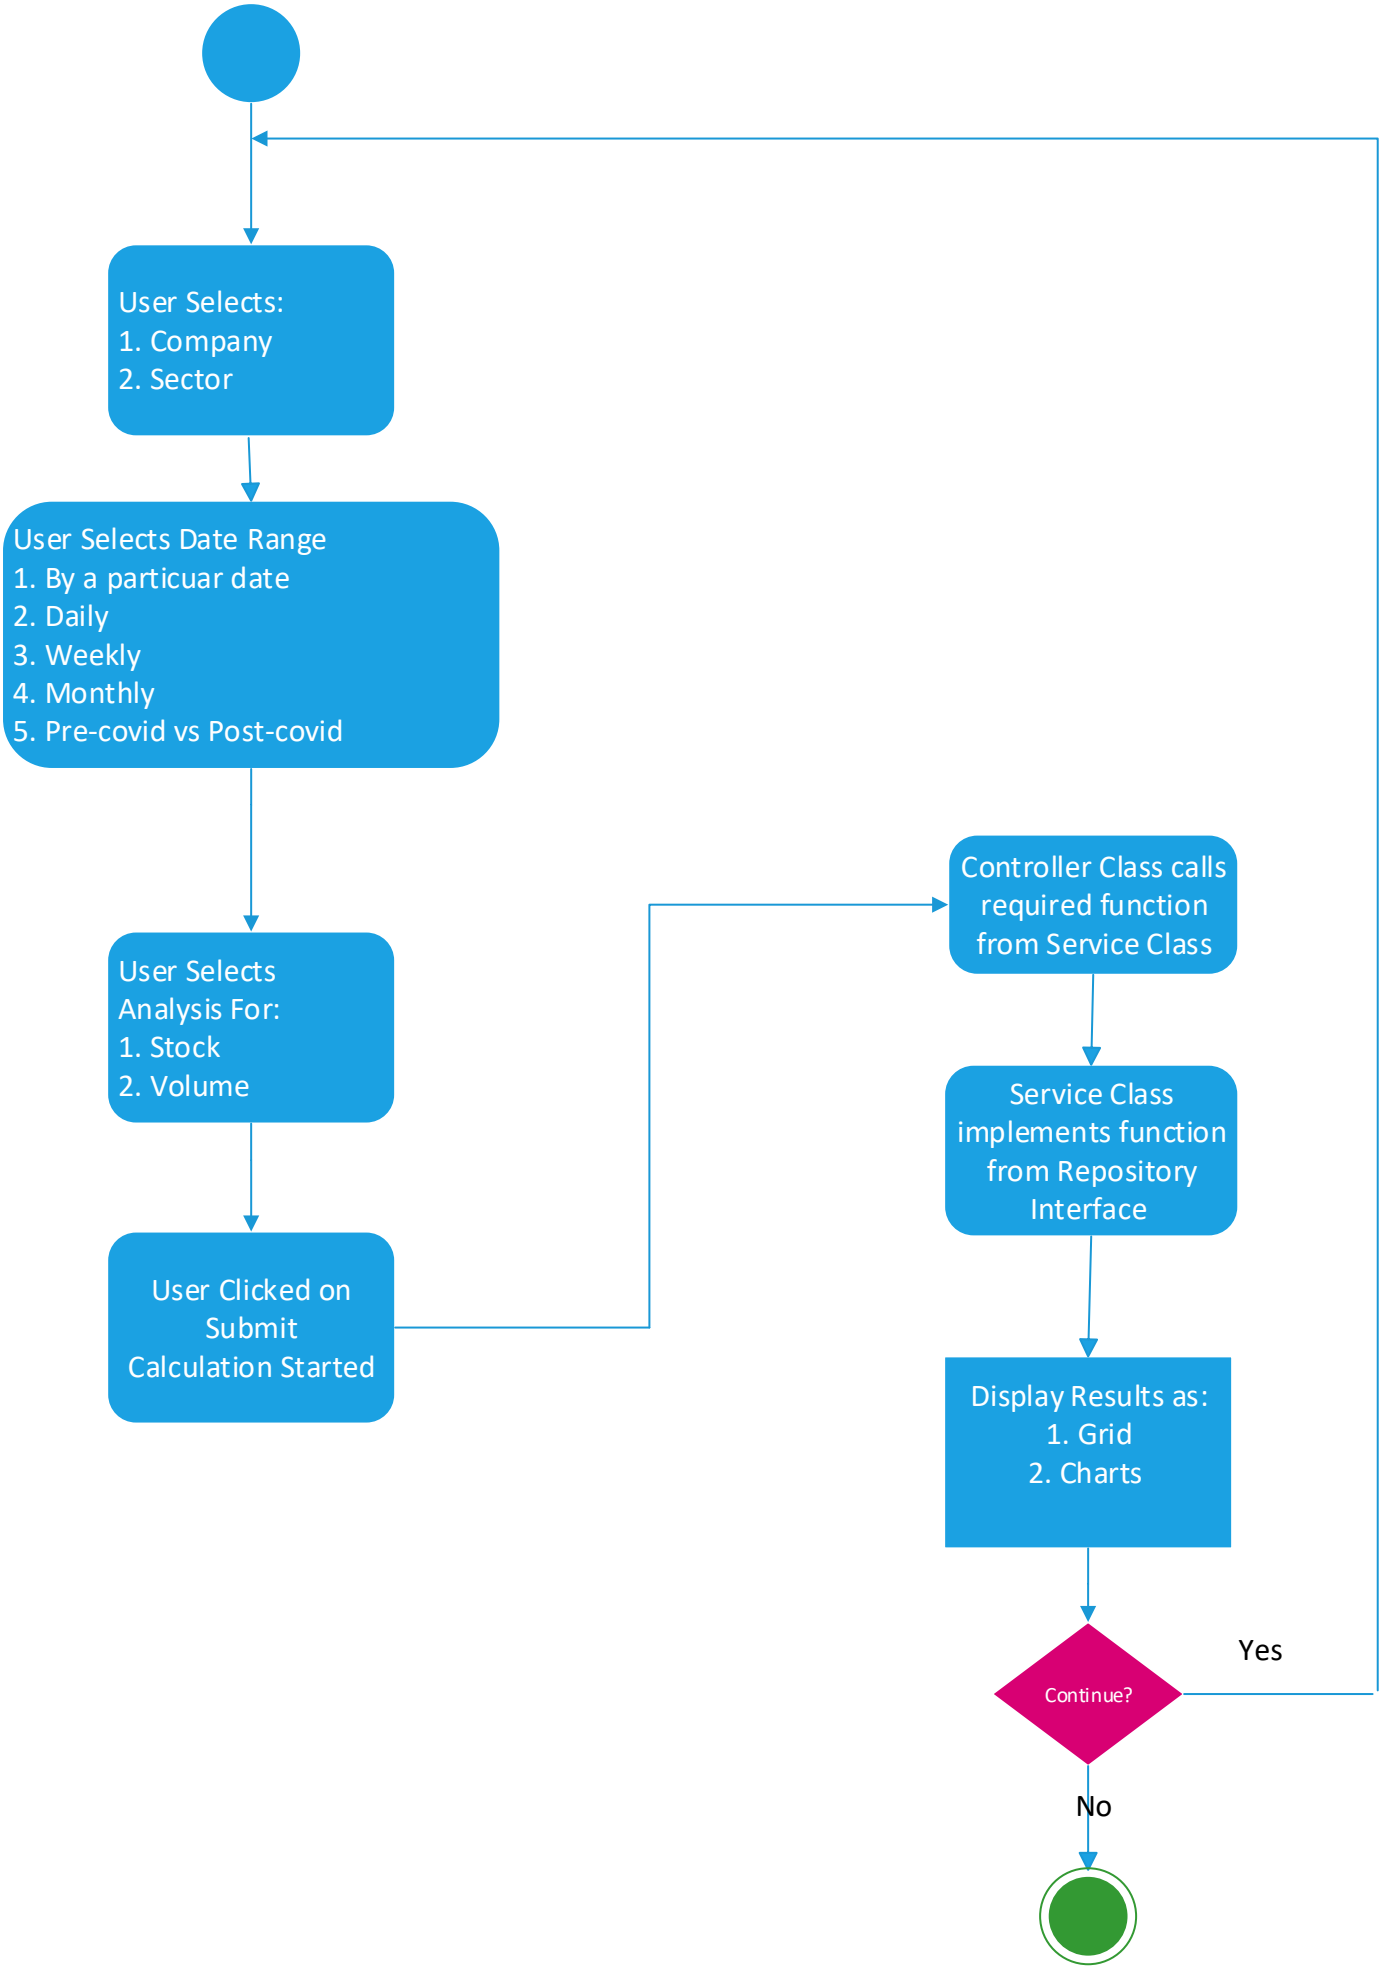 User Selects:
1. Company
2. Sector
User Selects Date Range
1. By a particuar date
2. Daily
3. Weekly
4. Monthly
5. Pre-covid vs Post-covid
User Selects
Analysis For:
1. Stock
2. Volume
User Clicked on
Submit
Calculation Started
Controller Class calls
required function
from Service Class
Service Class
implements function
from Repository
Interface
Display Results as:
1. Grid
2. Charts
Continue?
Yes
No